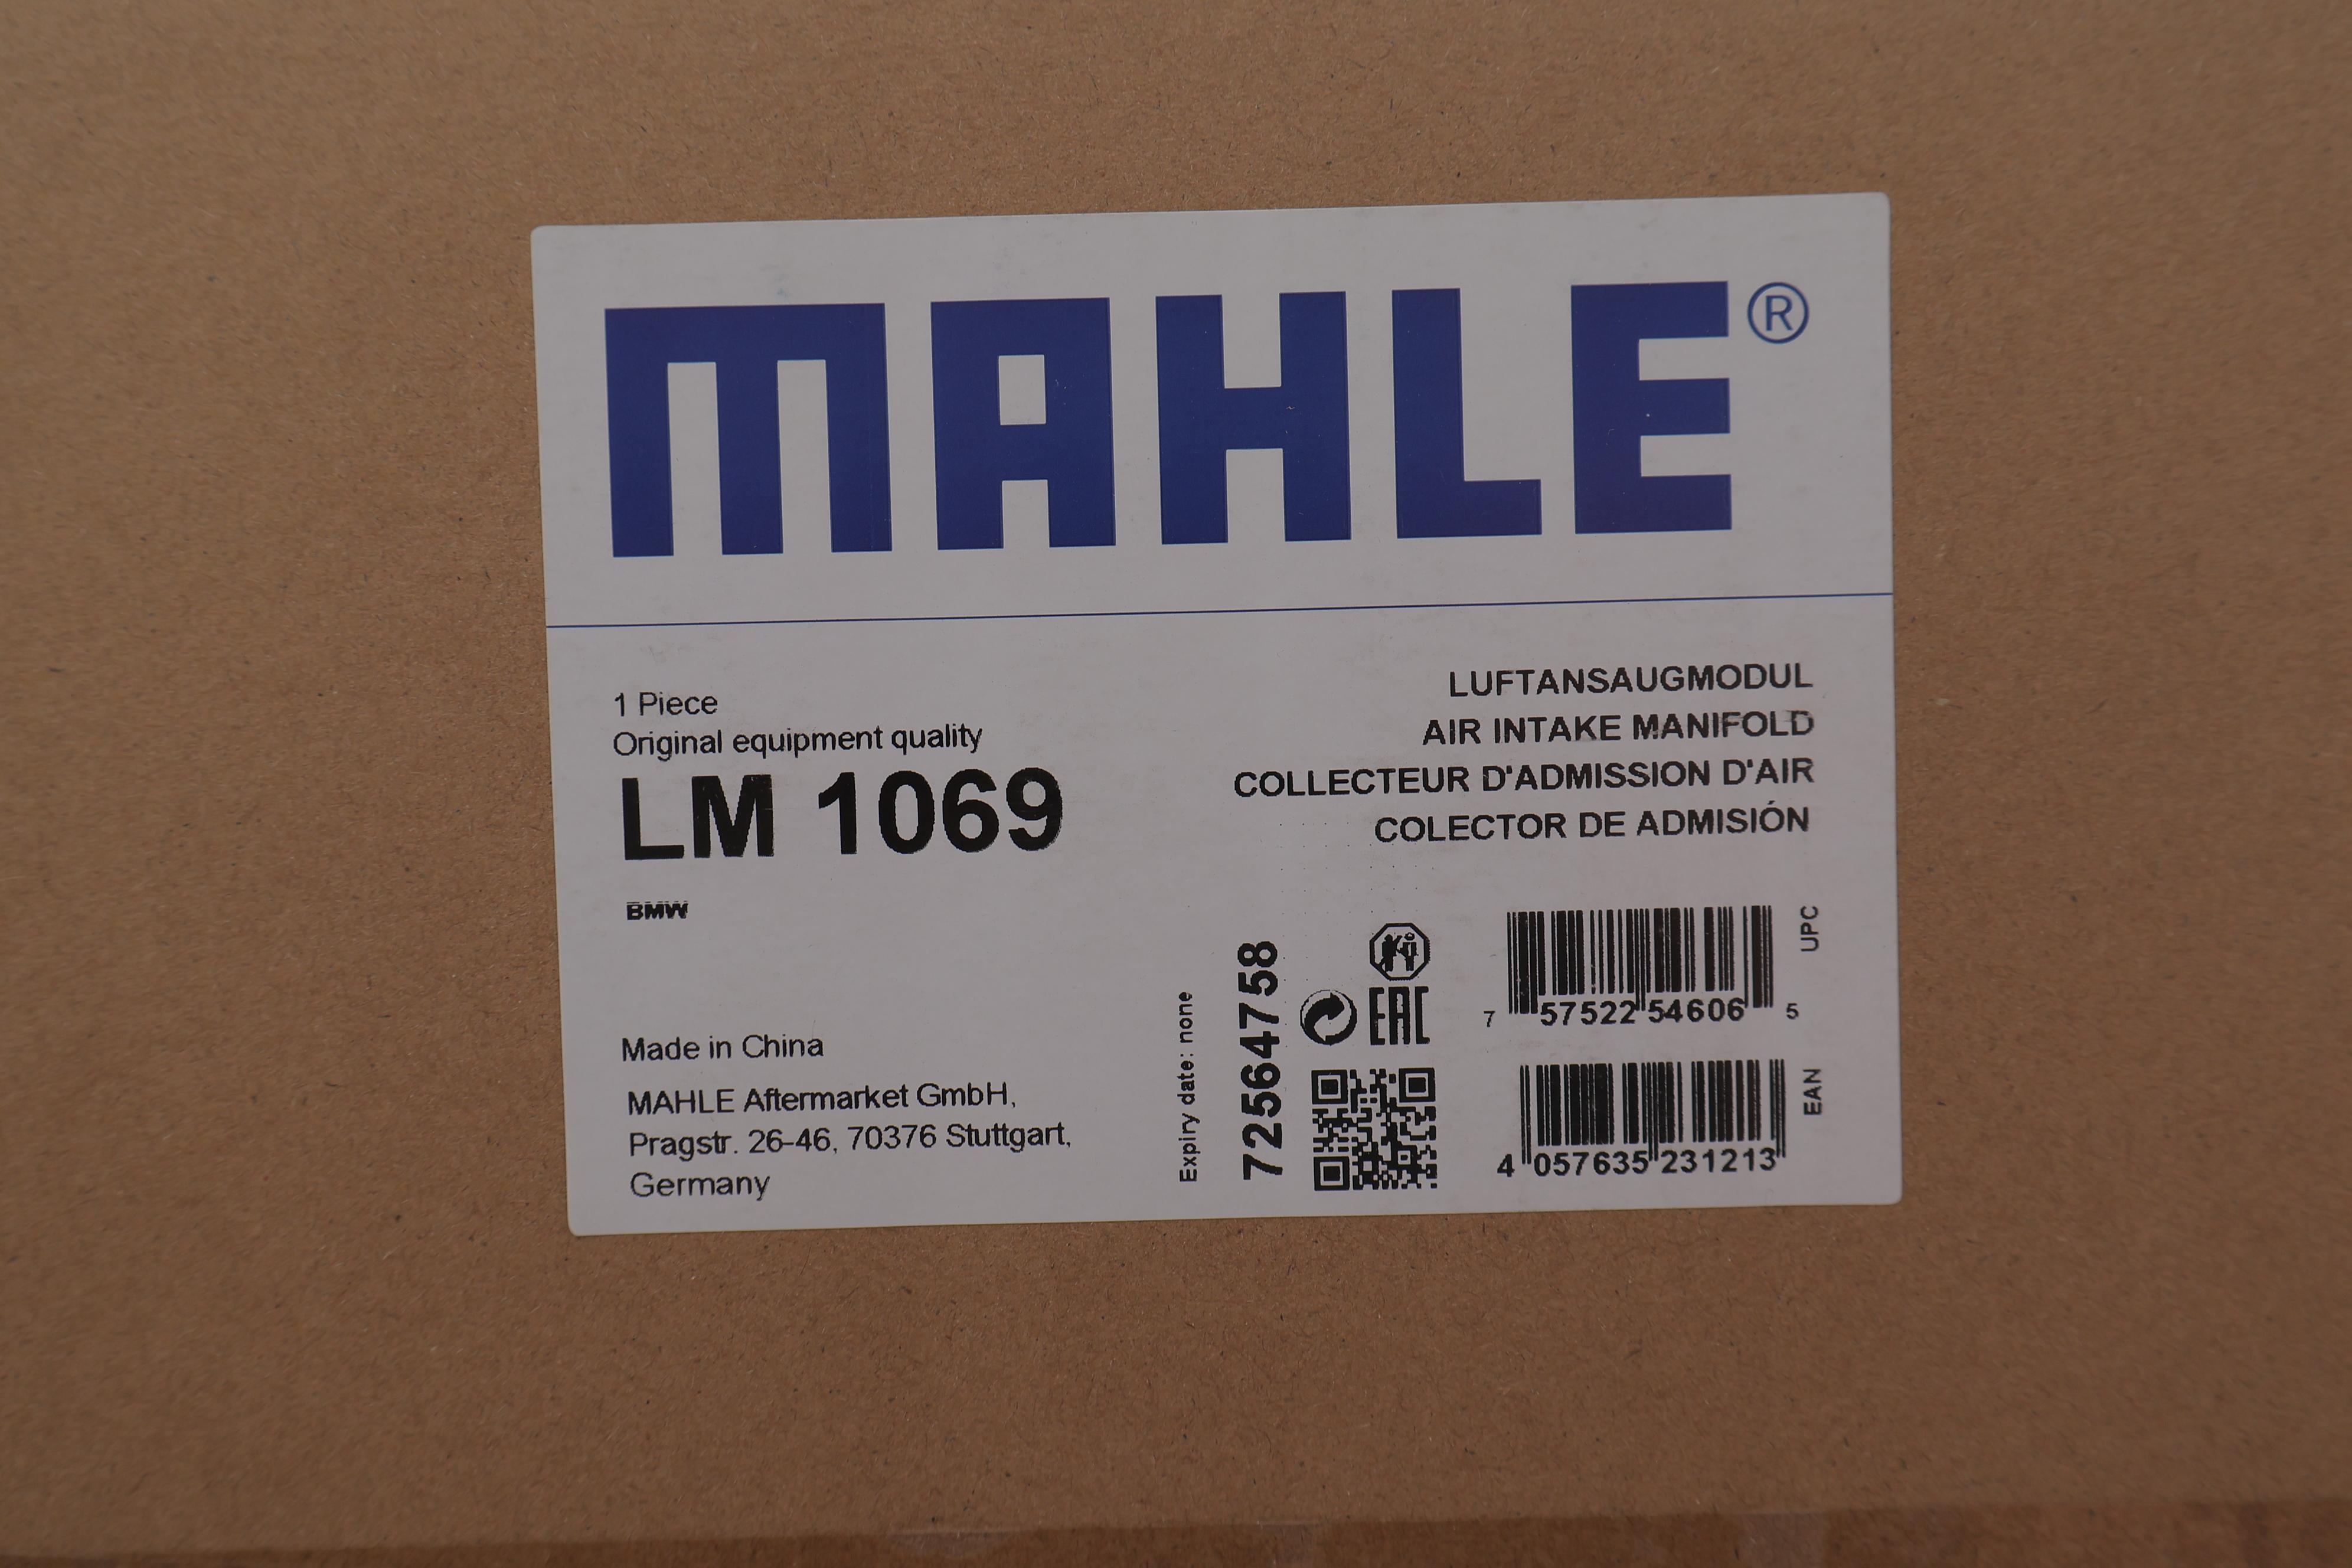 MAHLE®
1 Piece
Original equipment quality
LM 1069
BMW
LUFTANSAUGMODUL
AIR INTAKE MANIFOLD
COLLECTEUR D'ADMISSION D'AIR
COLECTOR DE ADMISIÓN
Made in China
MAHLE Aftermarket GmbH,
Pragstr. 26-46, 70376 Stuttgart,
Germany
Expiry date: none
72564758
EAC
7 57522 54606 5
UPC
4 057635 231213
EAN